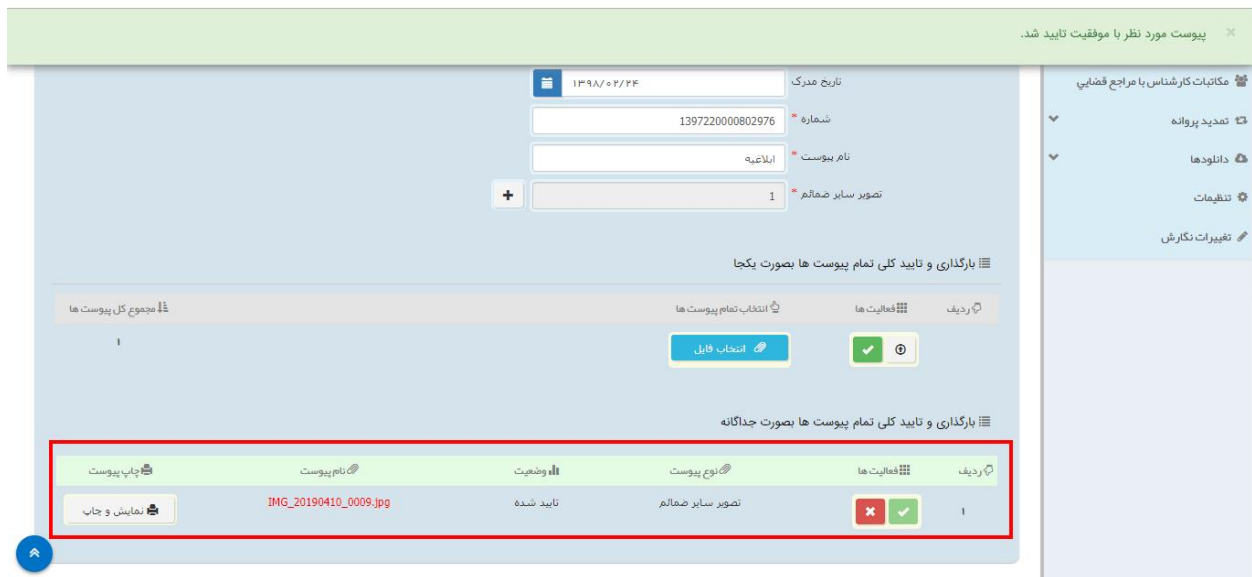 پیوست مورد نظر با موفقیت تایید شد. ×
مکاتبات کارشناس با مراجع قضایي
تمدید پروانه
دانلودها
تنظیمات
تغییرات نگارش
تاریخ مدرک ۱۳۹۸/۰۲/۲۴
شماره * 1397220000802976
نام پیوست * ابلاغیه
تصویر سایر ضمائم * 1
بارگذاری و تایید کلی تمام پیوست ها بصورت یکجا
ردیف فعالیت ها انتخاب تمام پیوست ها مجموع کل پیوست ها
انتخاب فایل ۱
بارگذاری و تایید کلی تمام پیوست ها بصورت جداگانه
ردیف فعالیت ها نوع پیوست وضعیت نام پیوست چاپ پیوست
۱ تصویر سایر ضمائم تایید شده IMG_20190410_0009.jpg نمایش و چاپ